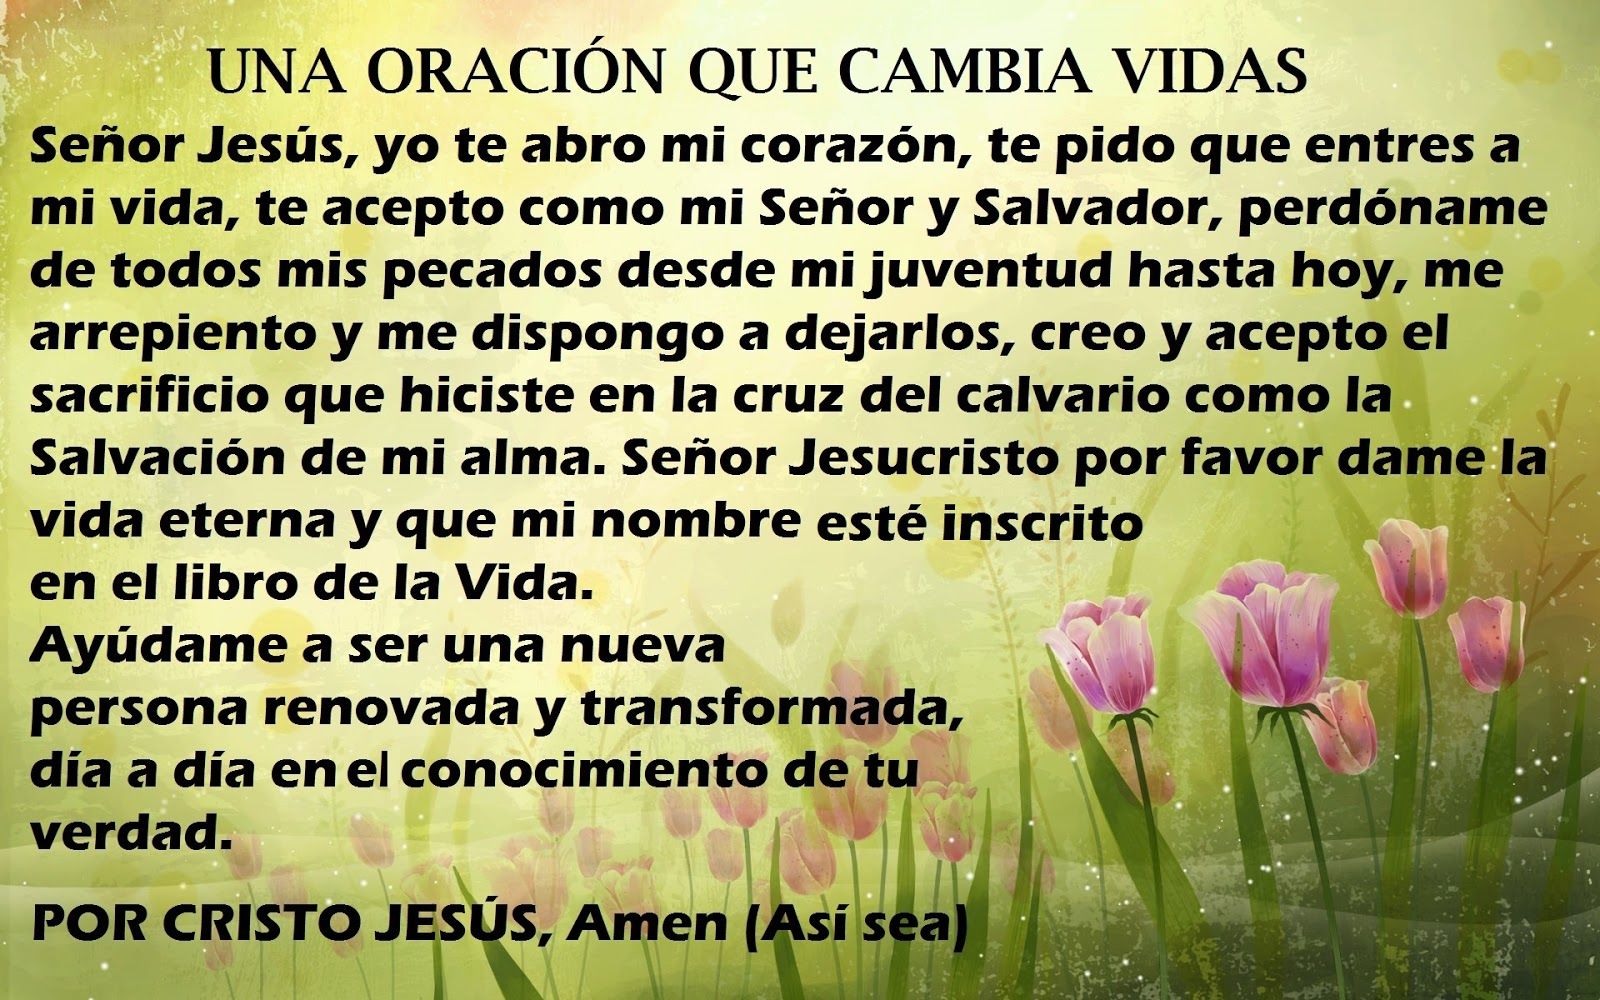 UNA ORACIÓN QUE CAMBIA VIDAS
Señor Jesús, yo te abro mi corazón, te pido que entres a
mi vida, te acepto como mi Señor y Salvador, perdóname
de todos mis pecados desde mi juventud hasta hoy, me
arrepiento y me dispongo a dejarlos, creo y acepto el
sacrificio que hiciste en la cruz del calvario como la
Salvación de mi alma. Señor Jesucristo por favor dame la
vida eterna y que mi nombre esté inscrito
en el libro de la Vida.
Ayúdame a ser una nueva
persona renovada y transformada,
día a día en el conocimiento de tu
verdad.
POR CRISTO JESÚS, Amen (Así sea)